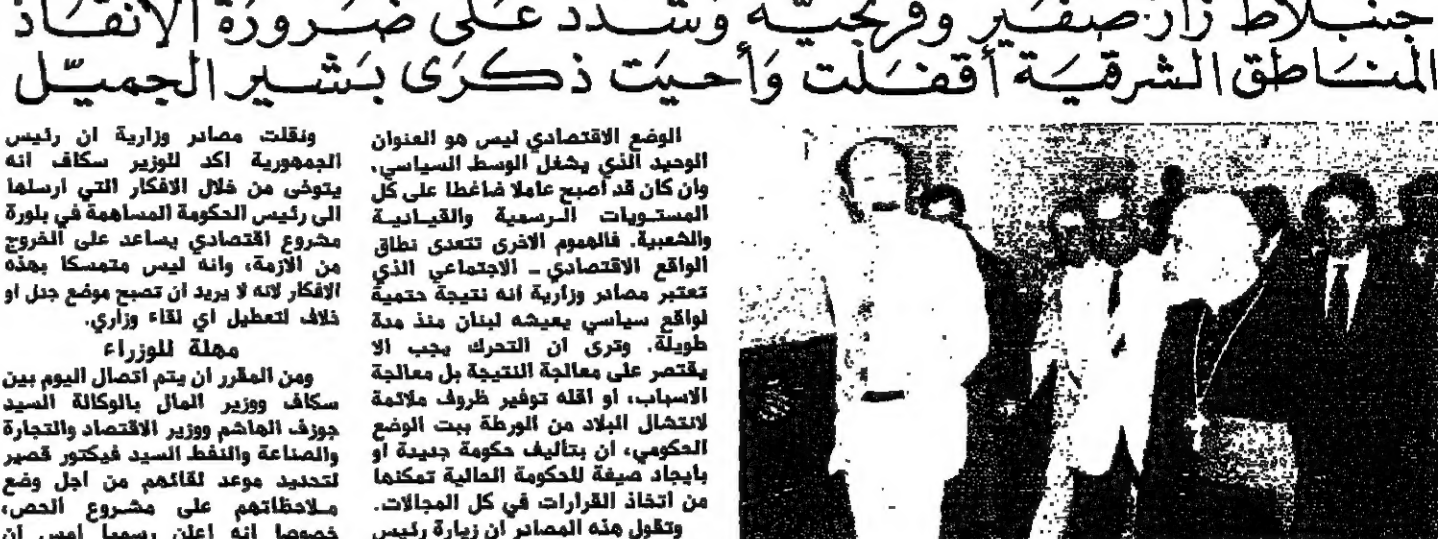 جنبلاط زار صفير وفرنجيّه وشدد على ضرورة الانقاذ
المناطق الشرقية أقفلت وأحيت ذكرى بشير الجميّل
الوضع الاقتصادي ليس هو العنوان
الوحيد الذي يشغل الوسط السياسي،
وان كان قد أصبح عاملا ضاغطا على كل
المستويات الرسمية والقيادية
والشعبية. فالهموم الاخرى تتعدى نطاق
الواقع الاقتصادي ـ الاجتماعي الذي
تعتبر مصادر وزارية انه نتيجة حتمية
لواقع سياسي يعيشه لبنان منذ مدة
طويلة. وترى ان التحرك يجب الا
يقتصر على معالجة النتيجة بل معالجة
الاسباب، او اقله توفير ظروف ملائمة
لانتشال البلاد من الورطة ببت الوضع
الحكومي، ان بتأليف حكومة جديدة او
بايجاد صيغة للحكومة الحالية تمكنها
من اتخاذ القرارات في كل المجالات.
وتقول هذه المصادر ان زيارة رئيس
ونقلت مصادر وزارية ان رئيس
الجمهورية اكد للوزير سكاف انه
يتوخى من خلال الافكار التي ارسلها
الى رئيس الحكومة المساهمة في بلورة
مشروع اقتصادي يساعد على الخروج
من الازمة، وانه ليس متمسكا بهذه
الافكار لانه لا يريد ان تصبح موضع جدل او
خلاف لتعطيل اي لقاء وزاري.
مهلة للوزراء
ومن المقرر ان يتم اتصال اليوم بين
سكاف ووزير المال بالوكالة السيد
جوزف الهاشم ووزير الاقتصاد والتجارة
والصناعة والنفط السيد فيكتور قصير
لتحديد موعد لقائهم من اجل وضع
ملاحظاتهم على مشروع الحص،
خصوصا انه اعلن رسميا امس ان